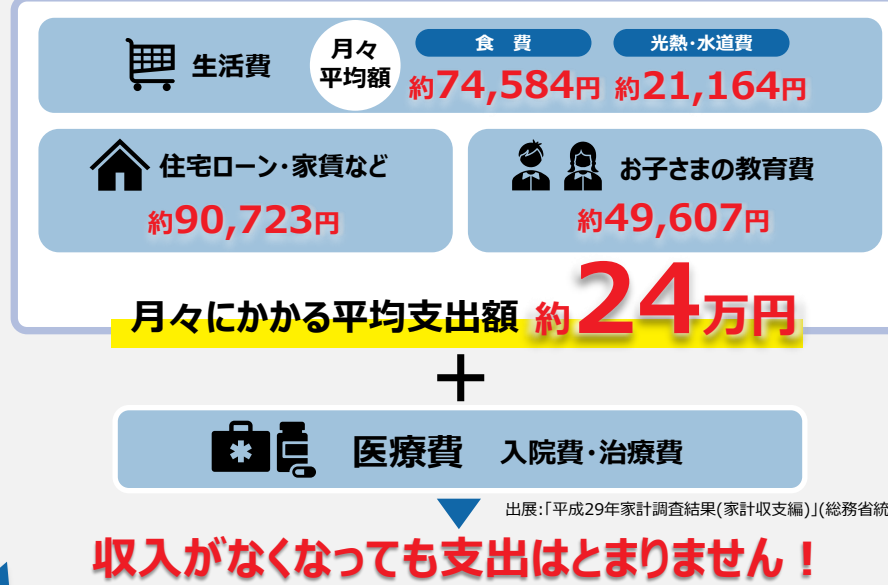 生活費 月々平均額 食費 光熱・水道費
約74,584円 約21,164円
住宅ローン・家賃など お子さまの教育費
約90,723円 約49,607円
月々にかかる平均支出額 約24万円
＋
医療費 入院費・治療費
出展:「平成29年家計調査結果(家計収支編)」(総務省統
収入がなくなっても支出はとまりません！